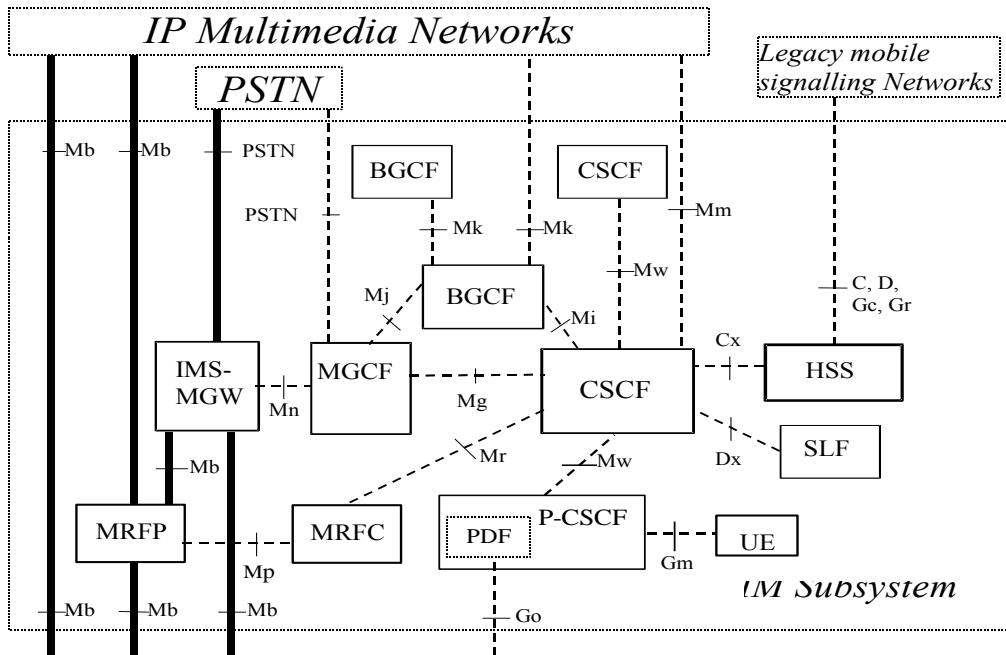 IP Multimedia Networks
Legacy mobile
signalling Networks
PSTN
Mb
Mb
PSTN
BGCF
CSCF
PSTN
Mm
Mk
Mk
Mw
C, D,
Gc, Gr
Mj
BGCF
Mi
Cx
IMS-
MGW
MGCF
CSCF
HSS
Mn
Mg
Mr
Dx
SLF
Mb
Mw
MRFP
MRFC
P-CSCF
PDF
UE
Mp
Gm
IM Subsystem
Mb
Mb
Mb
Go